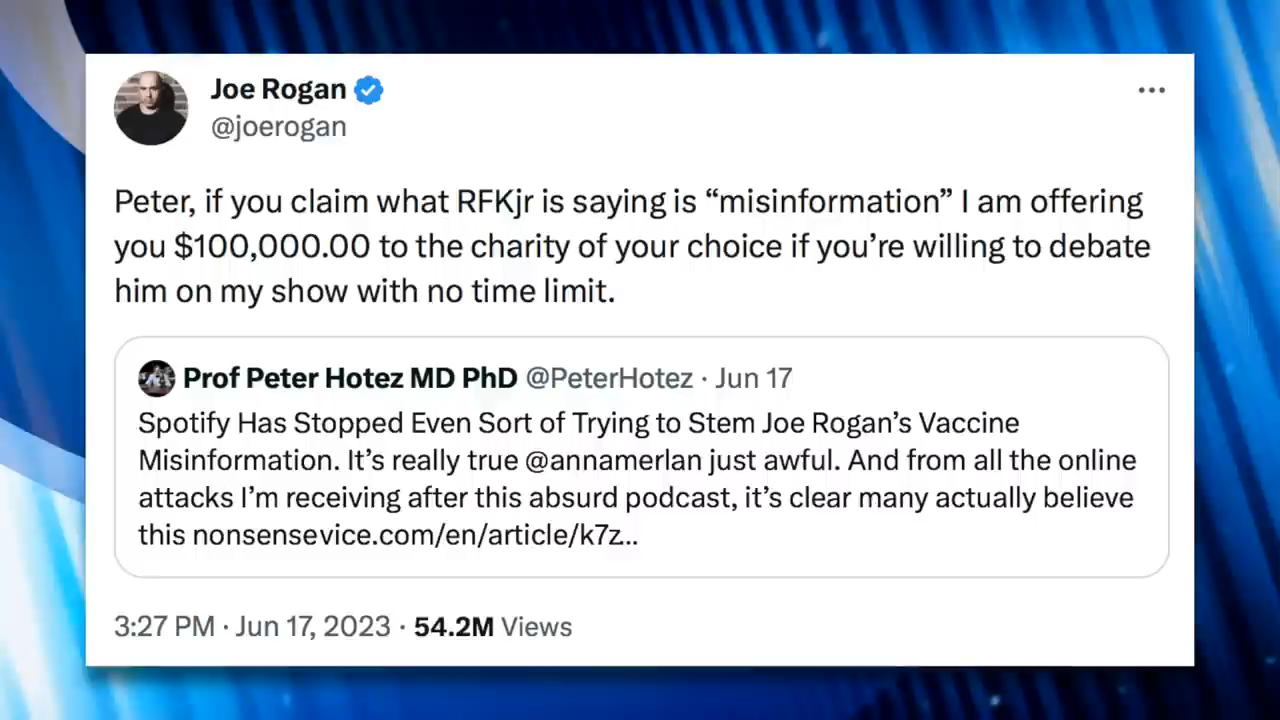 Joe Rogan
@joerogan
Peter, if you claim what RFKjr is saying is “misinformation” I am offering
you $100,000.00 to the charity of your choice if you’re willing to debate
him on my show with no time limit.
Prof Peter Hotez MD PhD @PeterHotez · Jun 17
Spotify Has Stopped Even Sort of Trying to Stem Joe Rogan’s Vaccine
Misinformation. It’s really true @annamerlan just awful. And from all the online
attacks I’m receiving after this absurd podcast, it’s clear many actually believe
this nonsensevice.com/en/article/k7z...
3:27 PM · Jun 17, 2023 · 54.2M Views